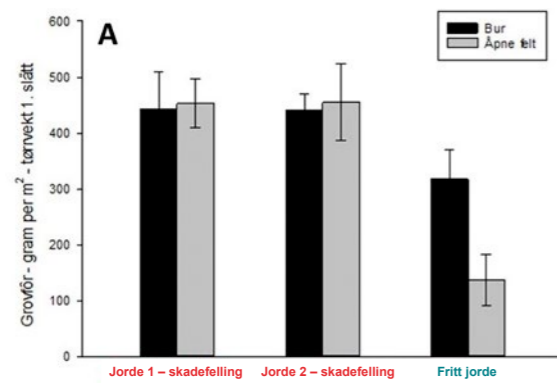 A
Bur
Åpne felt
Grovfôr - gram per m² - tørrvekt 1. slått
600
500
400
300
200
100
0
Jorde 1 – skadefelling
Jorde 2 – skadefelling
Fritt jorde